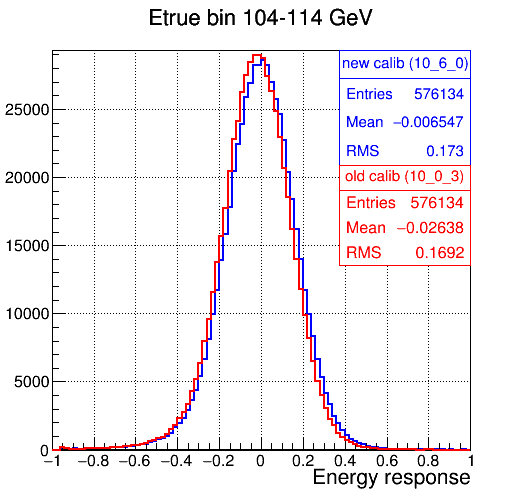 Etrue bin 104-114 GeV
new calib (10_6_0)
Entries 576134
Mean −0.006547
RMS 0.173
old calib (10_0_3)
Entries 576134
Mean −0.02638
RMS 0.1692
25000
20000
15000
10000
5000
0
−1 −0.8 −0.6 −0.4 −0.2 0 0.2 0.4 0.6 0.8 1
Energy response